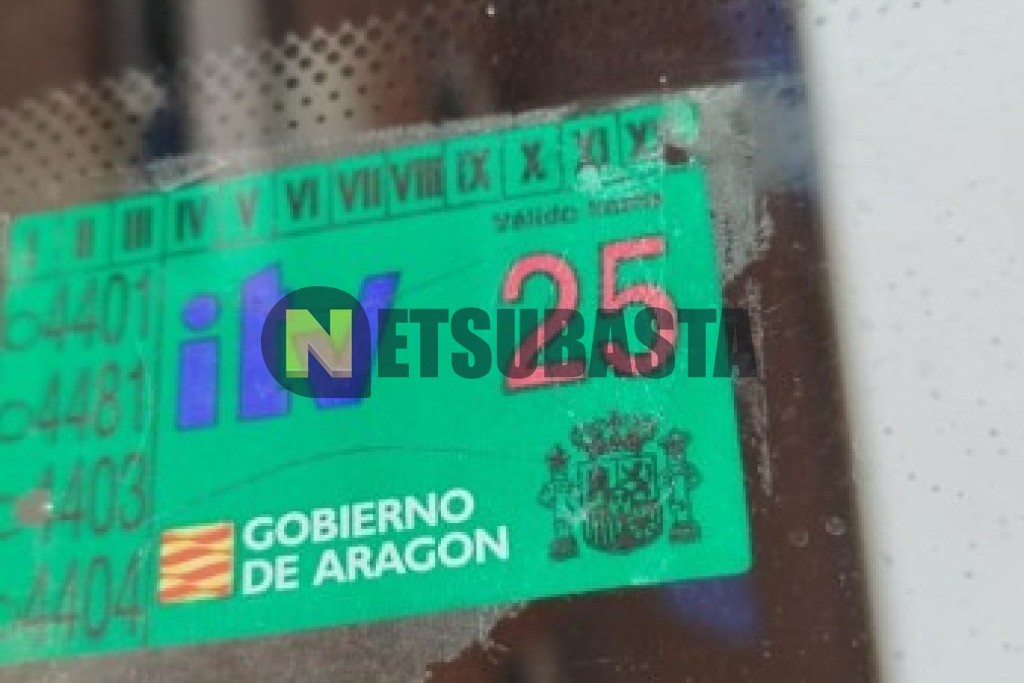 I II III IV V VI VII VIII IX X XI XII
Válido hasta
4401
itv
25
4481
4403
GOBIERNO
DE ARAGON
4404
NETSUBASTA